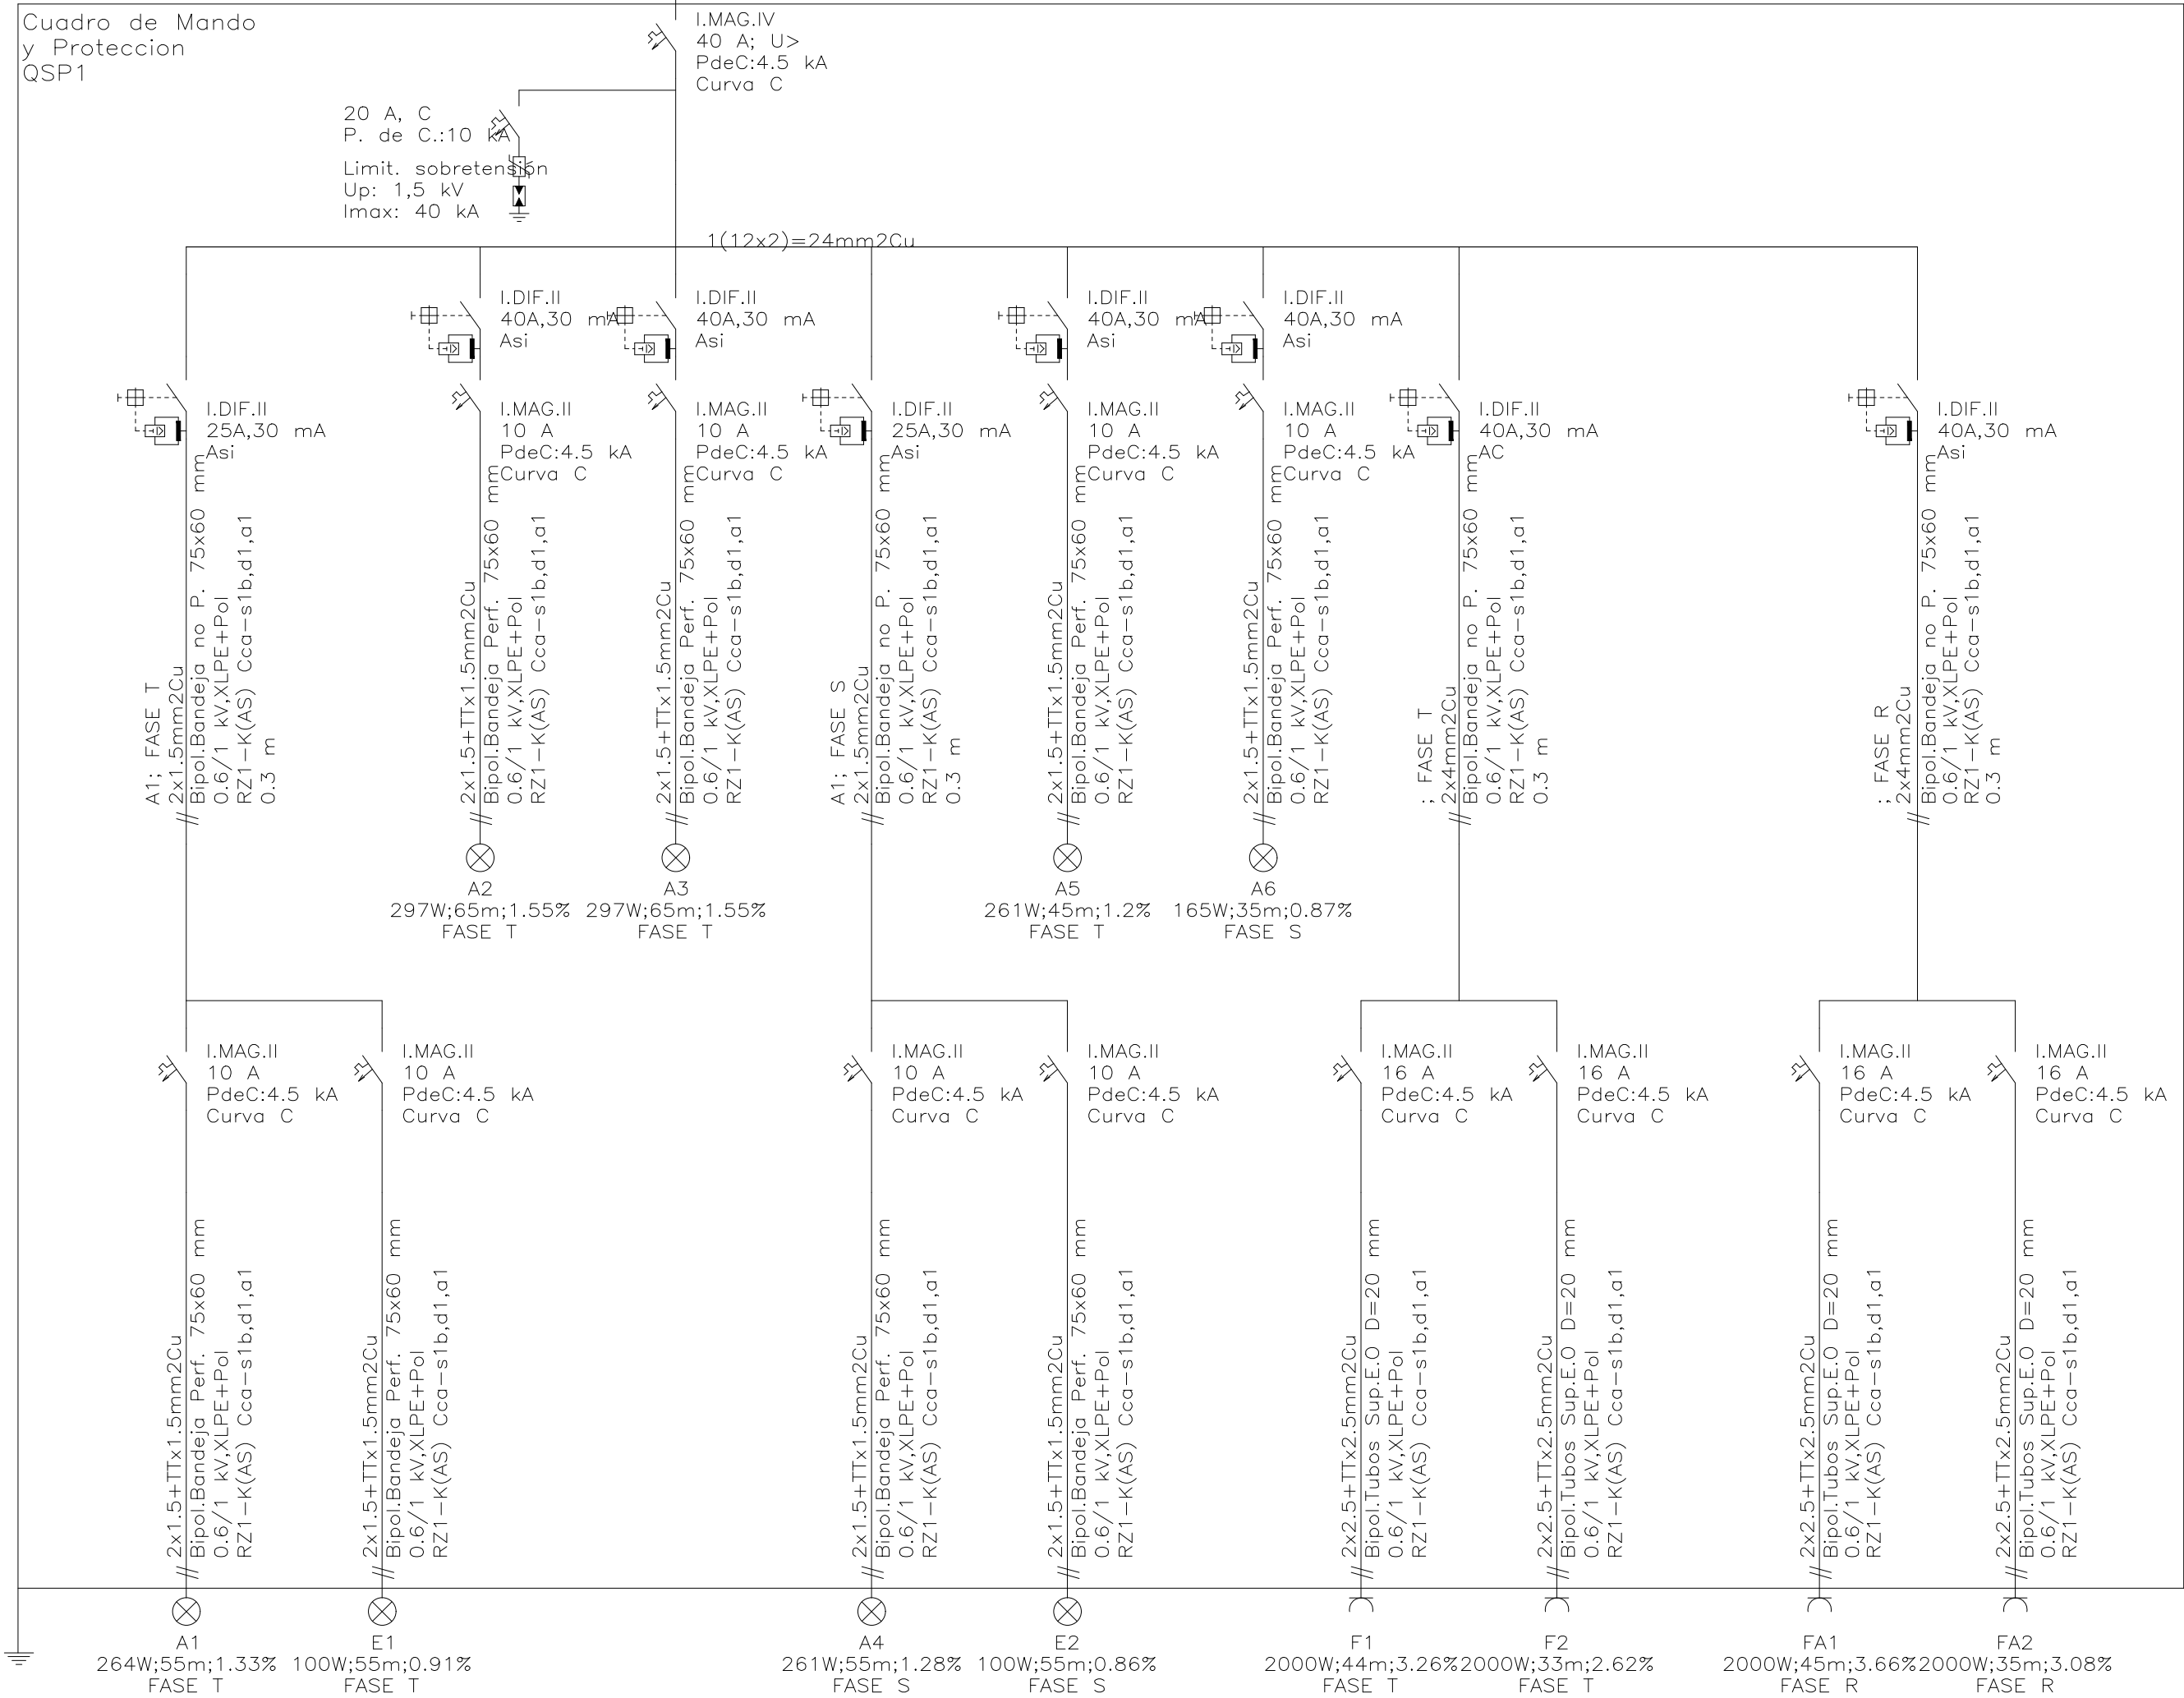 Cuadro de Mando
y Proteccion
QSP1
I.MAG.IV
40 A; U>
PdeC:4.5 kA
Curva C
20 A, C
P. de C.:10 kA
Limit. sobretensión
Up: 1,5 kV
Imax: 40 kA
1(12x2)=24mm2Cu
I.DIF.II
40A,30 mA
Asi
I.DIF.II
40A,30 mA
Asi
I.DIF.II
40A,30 mA
Asi
I.DIF.II
40A,30 mA
Asi
I.DIF.II
25A,30 mA
Asi
I.MAG.II
10 A
PdeC:4.5 kA
Curva C
I.MAG.II
10 A
PdeC:4.5 kA
Curva C
I.DIF.II
25A,30 mA
Asi
I.MAG.II
10 A
PdeC:4.5 kA
Curva C
I.MAG.II
10 A
PdeC:4.5 kA
Curva C
I.DIF.II
40A,30 mA
AC
I.DIF.II
40A,30 mA
Asi
A1; FASE T
2x1.5mm2Cu
Bipol.Bandeja no P. 75x60 mm
0.6/1 kV,XLPE+Pol
RZ1-K(AS) Cca-s1b,d1,a1
0.3 m
2x1.5+TTx1.5mm2Cu
Bipol.Bandeja Perf. 75x60 mm
0.6/1 kV,XLPE+Pol
RZ1-K(AS) Cca-s1b,d1,a1
2x1.5+TTx1.5mm2Cu
Bipol.Bandeja Perf. 75x60 mm
0.6/1 kV,XLPE+Pol
RZ1-K(AS) Cca-s1b,d1,a1
A1; FASE S
2x1.5mm2Cu
Bipol.Bandeja no P. 75x60 mm
0.6/1 kV,XLPE+Pol
RZ1-K(AS) Cca-s1b,d1,a1
0.3 m
2x1.5+TTx1.5mm2Cu
Bipol.Bandeja Perf. 75x60 mm
0.6/1 kV,XLPE+Pol
RZ1-K(AS) Cca-s1b,d1,a1
2x1.5+TTx1.5mm2Cu
Bipol.Bandeja Perf. 75x60 mm
0.6/1 kV,XLPE+Pol
RZ1-K(AS) Cca-s1b,d1,a1
; FASE T
2x4mm2Cu
Bipol.Bandeja no P. 75x60 mm
0.6/1 kV,XLPE+Pol
RZ1-K(AS) Cca-s1b,d1,a1
0.3 m
; FASE R
2x4mm2Cu
Bipol.Bandeja no P. 75x60 mm
0.6/1 kV,XLPE+Pol
RZ1-K(AS) Cca-s1b,d1,a1
0.3 m
A2
297W;65m;1.55%
FASE T
A3
297W;65m;1.55%
FASE T
A5
261W;45m;1.2%
FASE T
A6
165W;35m;0.87%
FASE S
I.MAG.II
10 A
PdeC:4.5 kA
Curva C
I.MAG.II
10 A
PdeC:4.5 kA
Curva C
I.MAG.II
10 A
PdeC:4.5 kA
Curva C
I.MAG.II
10 A
PdeC:4.5 kA
Curva C
I.MAG.II
16 A
PdeC:4.5 kA
Curva C
I.MAG.II
16 A
PdeC:4.5 kA
Curva C
I.MAG.II
16 A
PdeC:4.5 kA
Curva C
I.MAG.II
16 A
PdeC:4.5 kA
Curva C
2x1.5+TTx1.5mm2Cu
Bipol.Bandeja Perf. 75x60 mm
0.6/1 kV,XLPE+Pol
RZ1-K(AS) Cca-s1b,d1,a1
2x1.5+TTx1.5mm2Cu
Bipol.Bandeja Perf. 75x60 mm
0.6/1 kV,XLPE+Pol
RZ1-K(AS) Cca-s1b,d1,a1
2x1.5+TTx1.5mm2Cu
Bipol.Bandeja Perf. 75x60 mm
0.6/1 kV,XLPE+Pol
RZ1-K(AS) Cca-s1b,d1,a1
2x1.5+TTx1.5mm2Cu
Bipol.Bandeja Perf. 75x60 mm
0.6/1 kV,XLPE+Pol
RZ1-K(AS) Cca-s1b,d1,a1
2x2.5+TTx2.5mm2Cu
Bipol.Tubos Sup.E.O D=20 mm
0.6/1 kV,XLPE+Pol
RZ1-K(AS) Cca-s1b,d1,a1
2x2.5+TTx2.5mm2Cu
Bipol.Tubos Sup.E.O D=20 mm
0.6/1 kV,XLPE+Pol
RZ1-K(AS) Cca-s1b,d1,a1
2x2.5+TTx2.5mm2Cu
Bipol.Tubos Sup.E.O D=20 mm
0.6/1 kV,XLPE+Pol
RZ1-K(AS) Cca-s1b,d1,a1
2x2.5+TTx2.5mm2Cu
Bipol.Tubos Sup.E.O D=20 mm
0.6/1 kV,XLPE+Pol
RZ1-K(AS) Cca-s1b,d1,a1
A1
264W;55m;1.33%
FASE T
E1
100W;55m;0.91%
FASE T
A4
261W;55m;1.28%
FASE S
E2
100W;55m;0.86%
FASE S
F1
2000W;44m;3.26%
FASE T
F2
2000W;33m;2.62%
FASE T
FA1
2000W;45m;3.66%
FASE R
FA2
2000W;35m;3.08%
FASE R